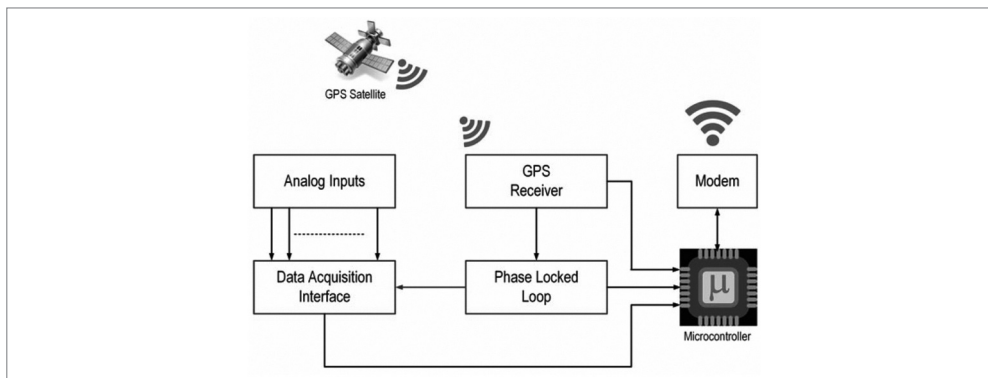 GPS Satellite
Analog Inputs
GPS
Receiver
Modem
Data Acquisition
Interface
Phase Locked
Loop
μ
Microcontroller